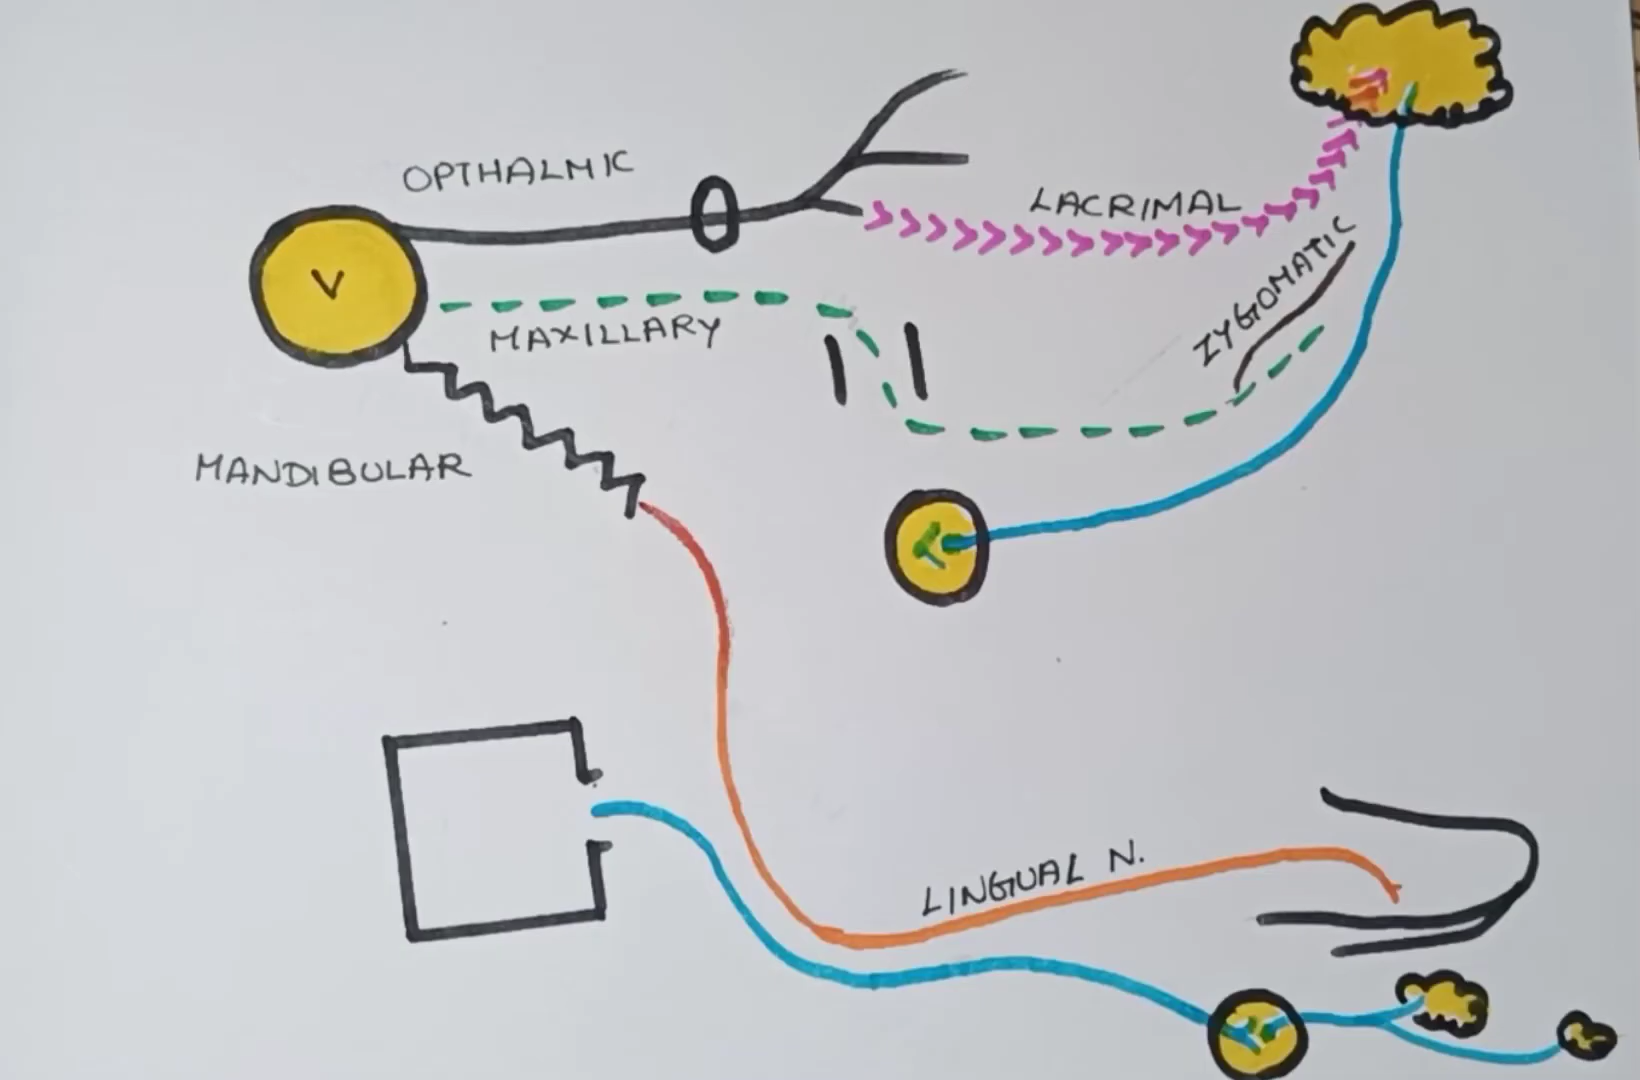 OPTHALMIC
LACRIMAL
V
MAXILLARY
ZYGOMATIC
MANDIBULAR
LINGUAL N.